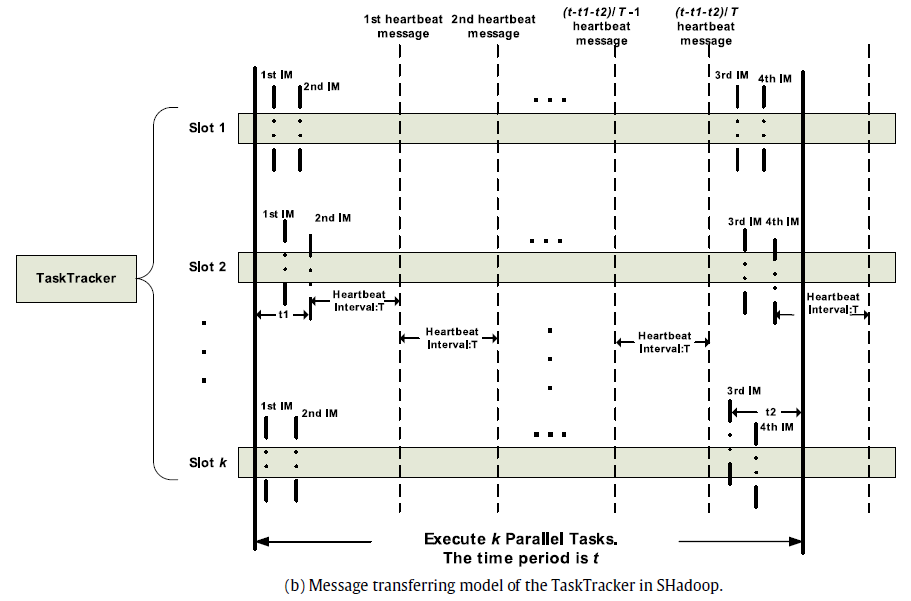 1st heartbeat
message
2nd heartbeat
message
(t-t1-t2)/ T -1
heartbeat
message
(t-t1-t2)/ T
heartbeat
message
1st IM
2nd IM
3rd IM
4th IM
Slot 1
1st IM
2nd IM
3rd IM
4th IM
Slot 2
TaskTracker
t1
Heartbeat
Interval:T
Heartbeat
Interval:T
Heartbeat
Interval:T
Heartbeat
Interval:T
1st IM
2nd IM
3rd IM
t2
4th IM
Slot k
Execute k Parallel Tasks.
The time period is t
(b) Message transferring model of the TaskTracker in SHadoop.